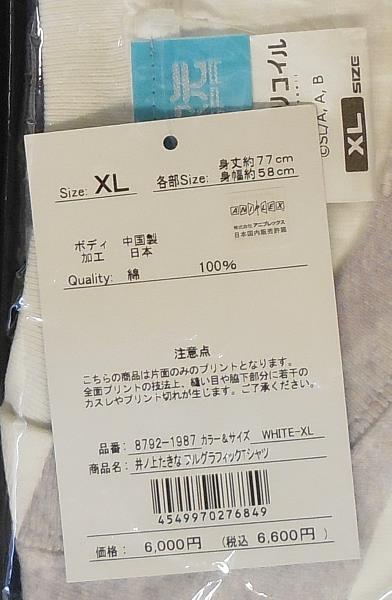 リコイル
©SL/A, A, B
XL SIZE
Size: XL 各部Size: 身丈約77cm
身幅約58cm
ANIPLEX
株式会社アニプレックス
日本国内販売許諾
ボディ 中国製
加工 日本
Quality: 綿 100%
注意点
こちらの商品は片面のみのプリントとなります。
全面プリントの技法上、縫い目や脇下部分に若干の
カスレやプリント切れが生じます。ご了承ください。
品番: 8792-1987 カラー&サイズ WHITE-XL
商品名: 井ノ上たきな フルグラフィックTシャツ
4549970276849
価格: 6,000円 (税込 6,600円)